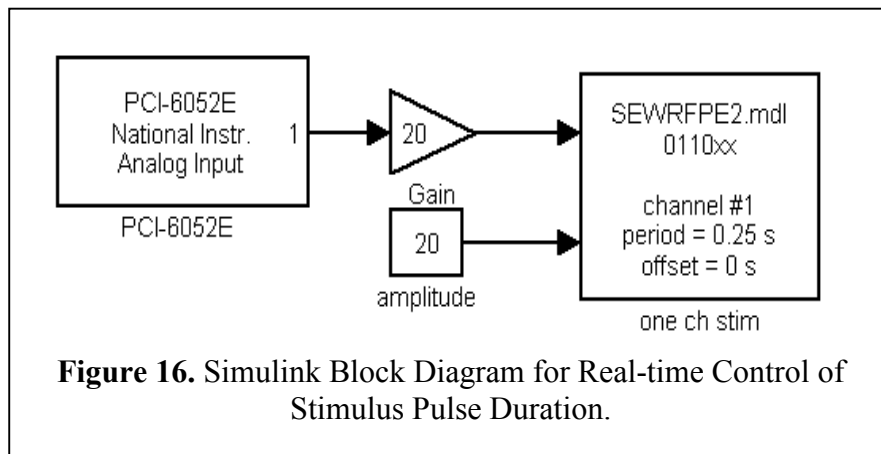 PCI-6052E
National Instr.
Analog Input
1
PCI-6052E
20
Gain
20
amplitude
SEWRFPE2.mdl
0110xx
channel #1
period = 0.25 s
offset = 0 s
one ch stim
Figure 16. Simulink Block Diagram for Real-time Control of
Stimulus Pulse Duration.